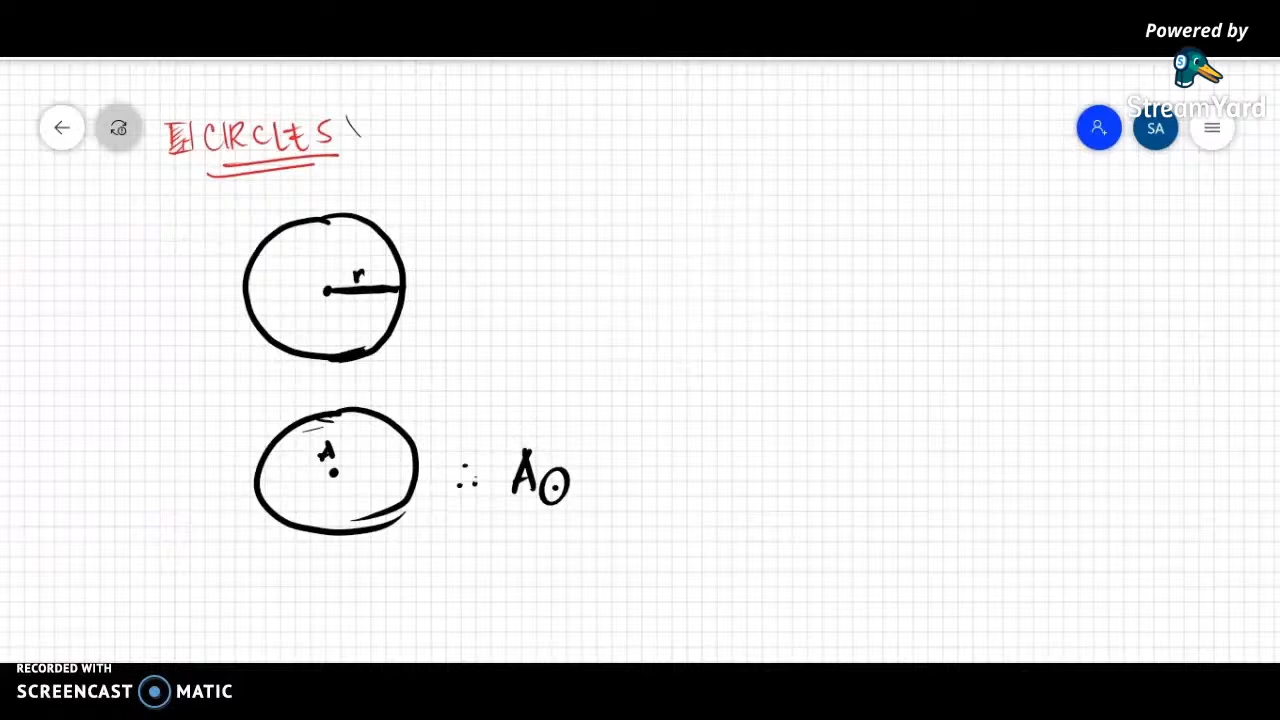 Powered by
StreamYard
CIRCLES
SA
r
A
∴ A⊙
RECORDED WITH
SCREENCAST MATIC